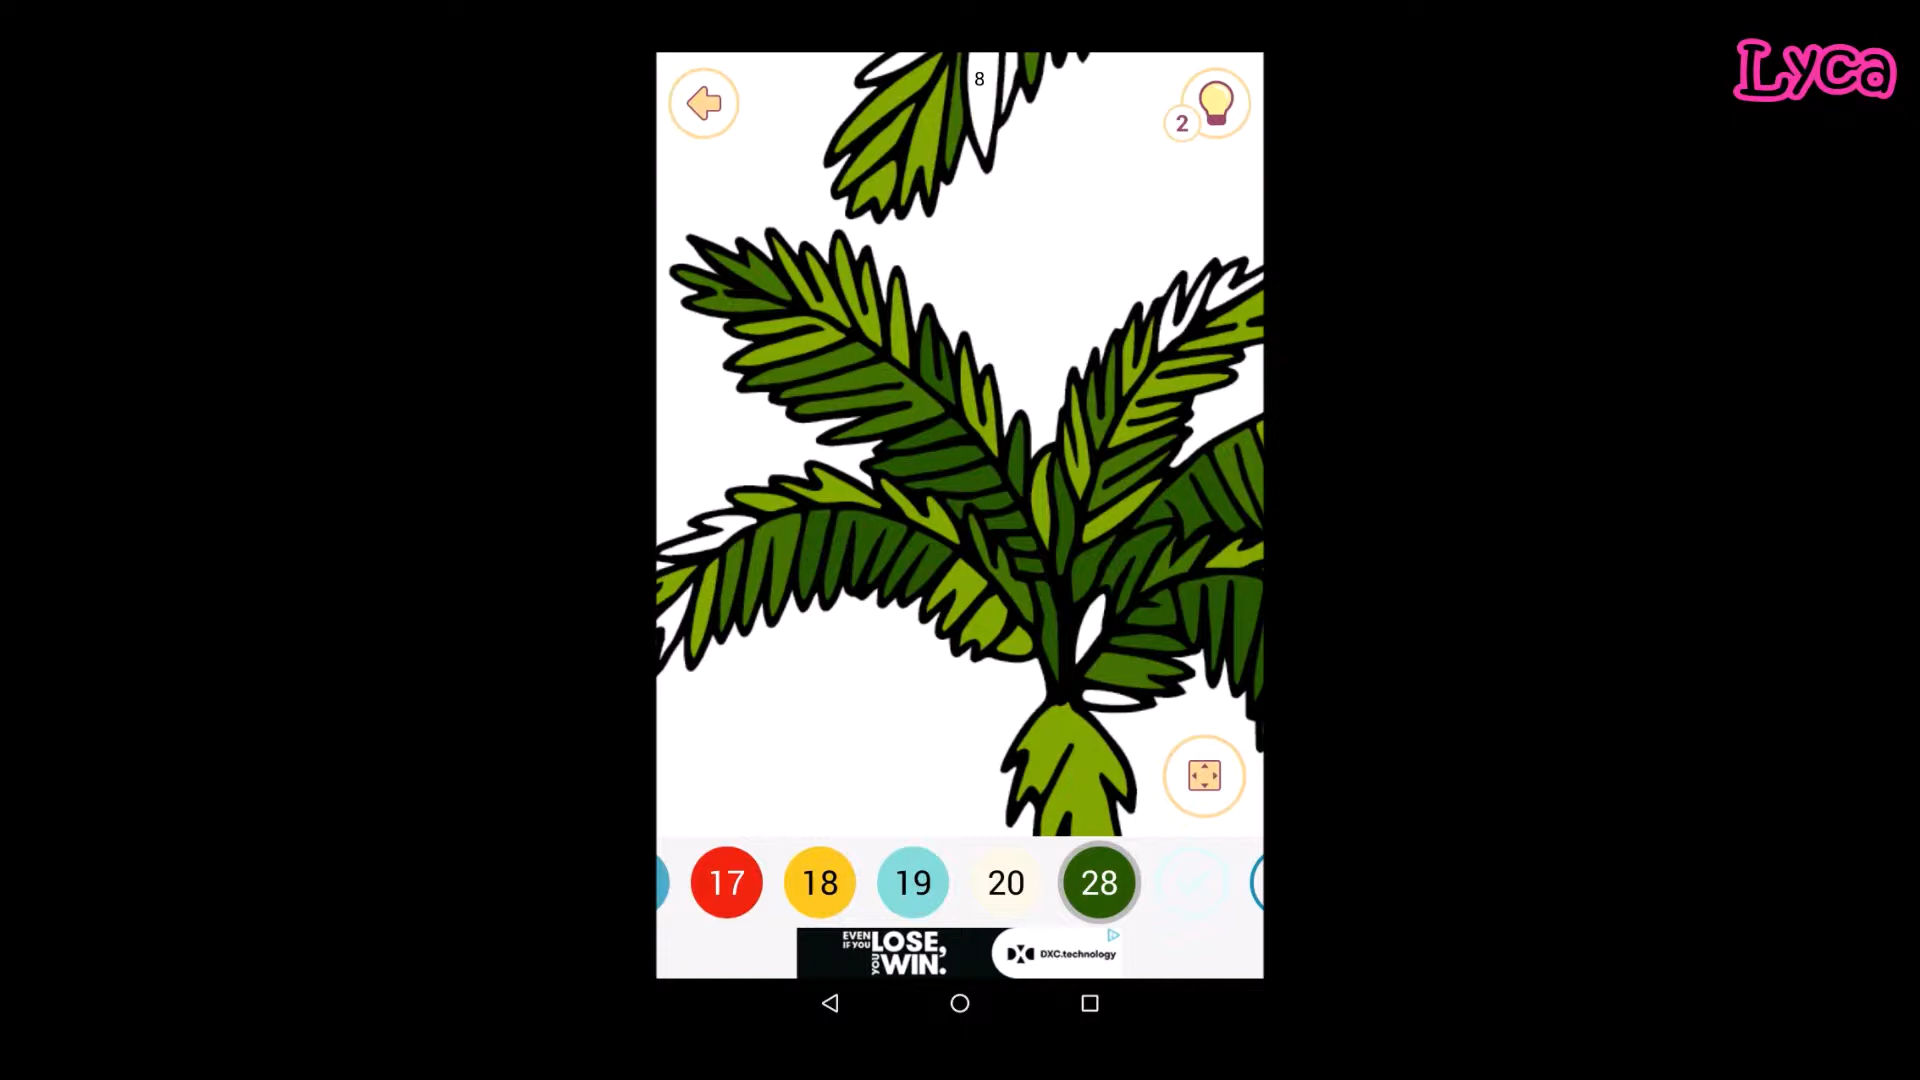 Lyca
8
2
17 18 19 20 28
EVEN IF YOU LOSE,
YOU WIN.
DXC.technology